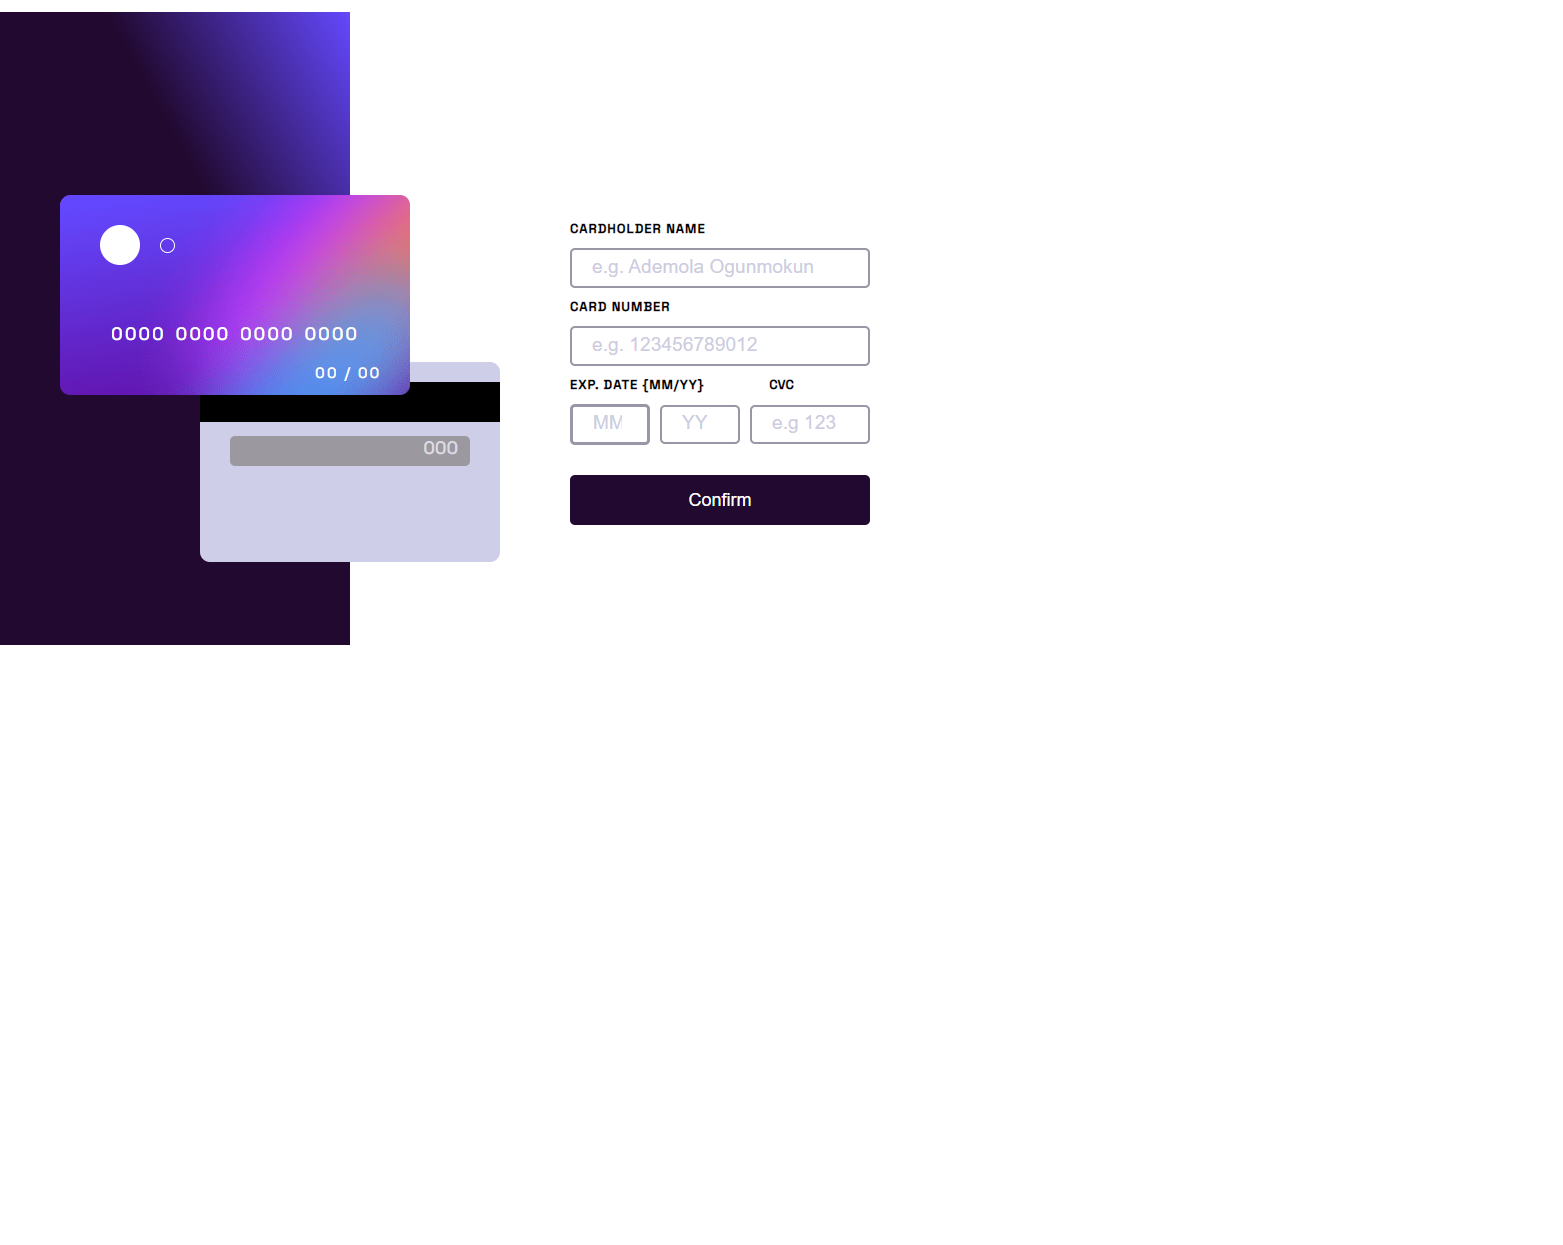 0000 0000 0000 0000
00 / 00
000
CARDHOLDER NAME
e.g. Ademola Ogunmokun
CARD NUMBER
e.g. 123456789012
EXP. DATE {MM/YY} CVC
MM YY e.g 123
Confirm